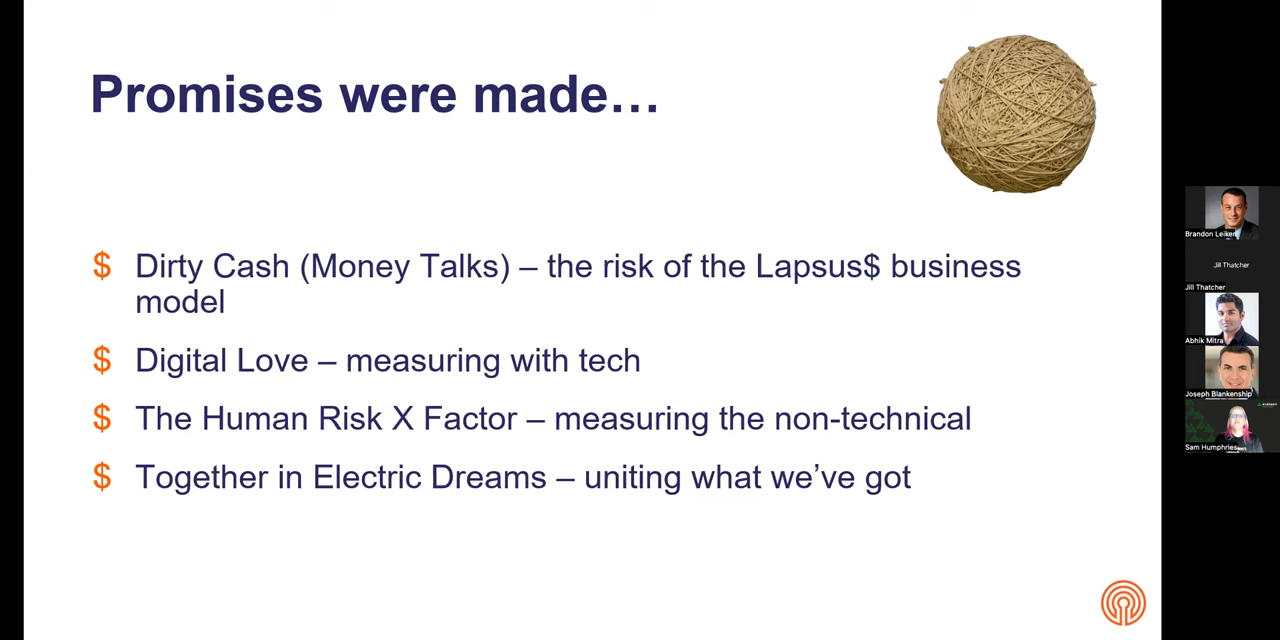 Promises were made…
$ Dirty Cash (Money Talks) – the risk of the Lapsus$ business
model
$ Digital Love – measuring with tech
$ The Human Risk X Factor – measuring the non-technical
$ Together in Electric Dreams – uniting what we’ve got
Brandon Leiker
Jill Thatcher
Jill Thatcher
Abhik Mitra
Joseph Blankenship
Sam Humphries